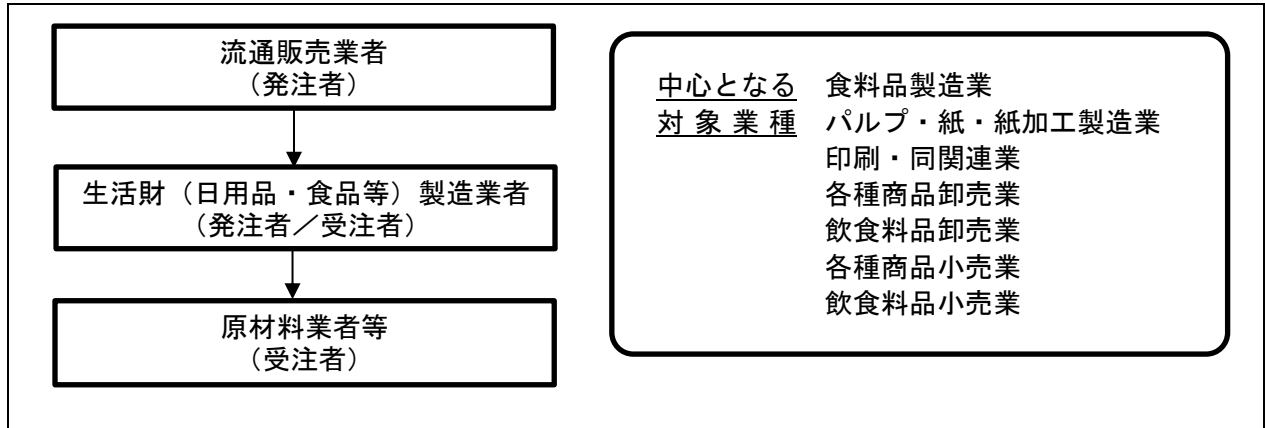 流通販売業者
（発注者）
生活財（日用品・食品等）製造業者
（発注者／受注者）
原材料業者等
（受注者）
中心となる　食料品製造業
対 象 業 種　パルプ・紙・紙加工製造業
印刷・同関連業
各種商品卸売業
飲食料品卸売業
各種商品小売業
飲食料品小売業